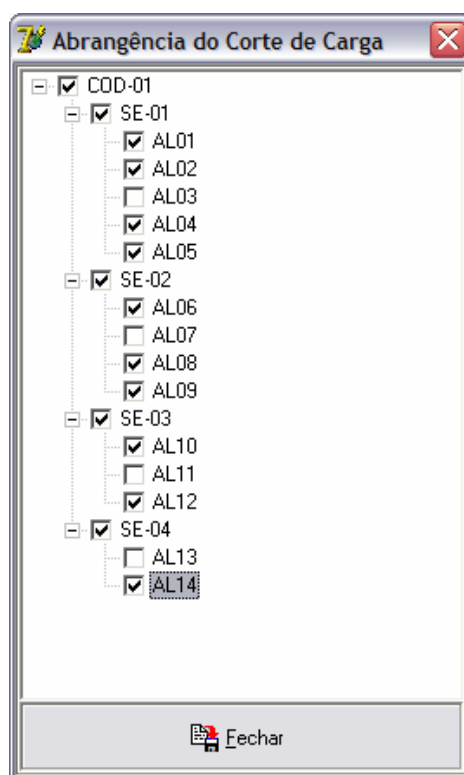 Abrangência do Corte de Carga
COD-01
SE-01
AL01
AL02
AL03
AL04
AL05
SE-02
AL06
AL07
AL08
AL09
SE-03
AL10
AL11
AL12
SE-04
AL13
AL14
Fechar